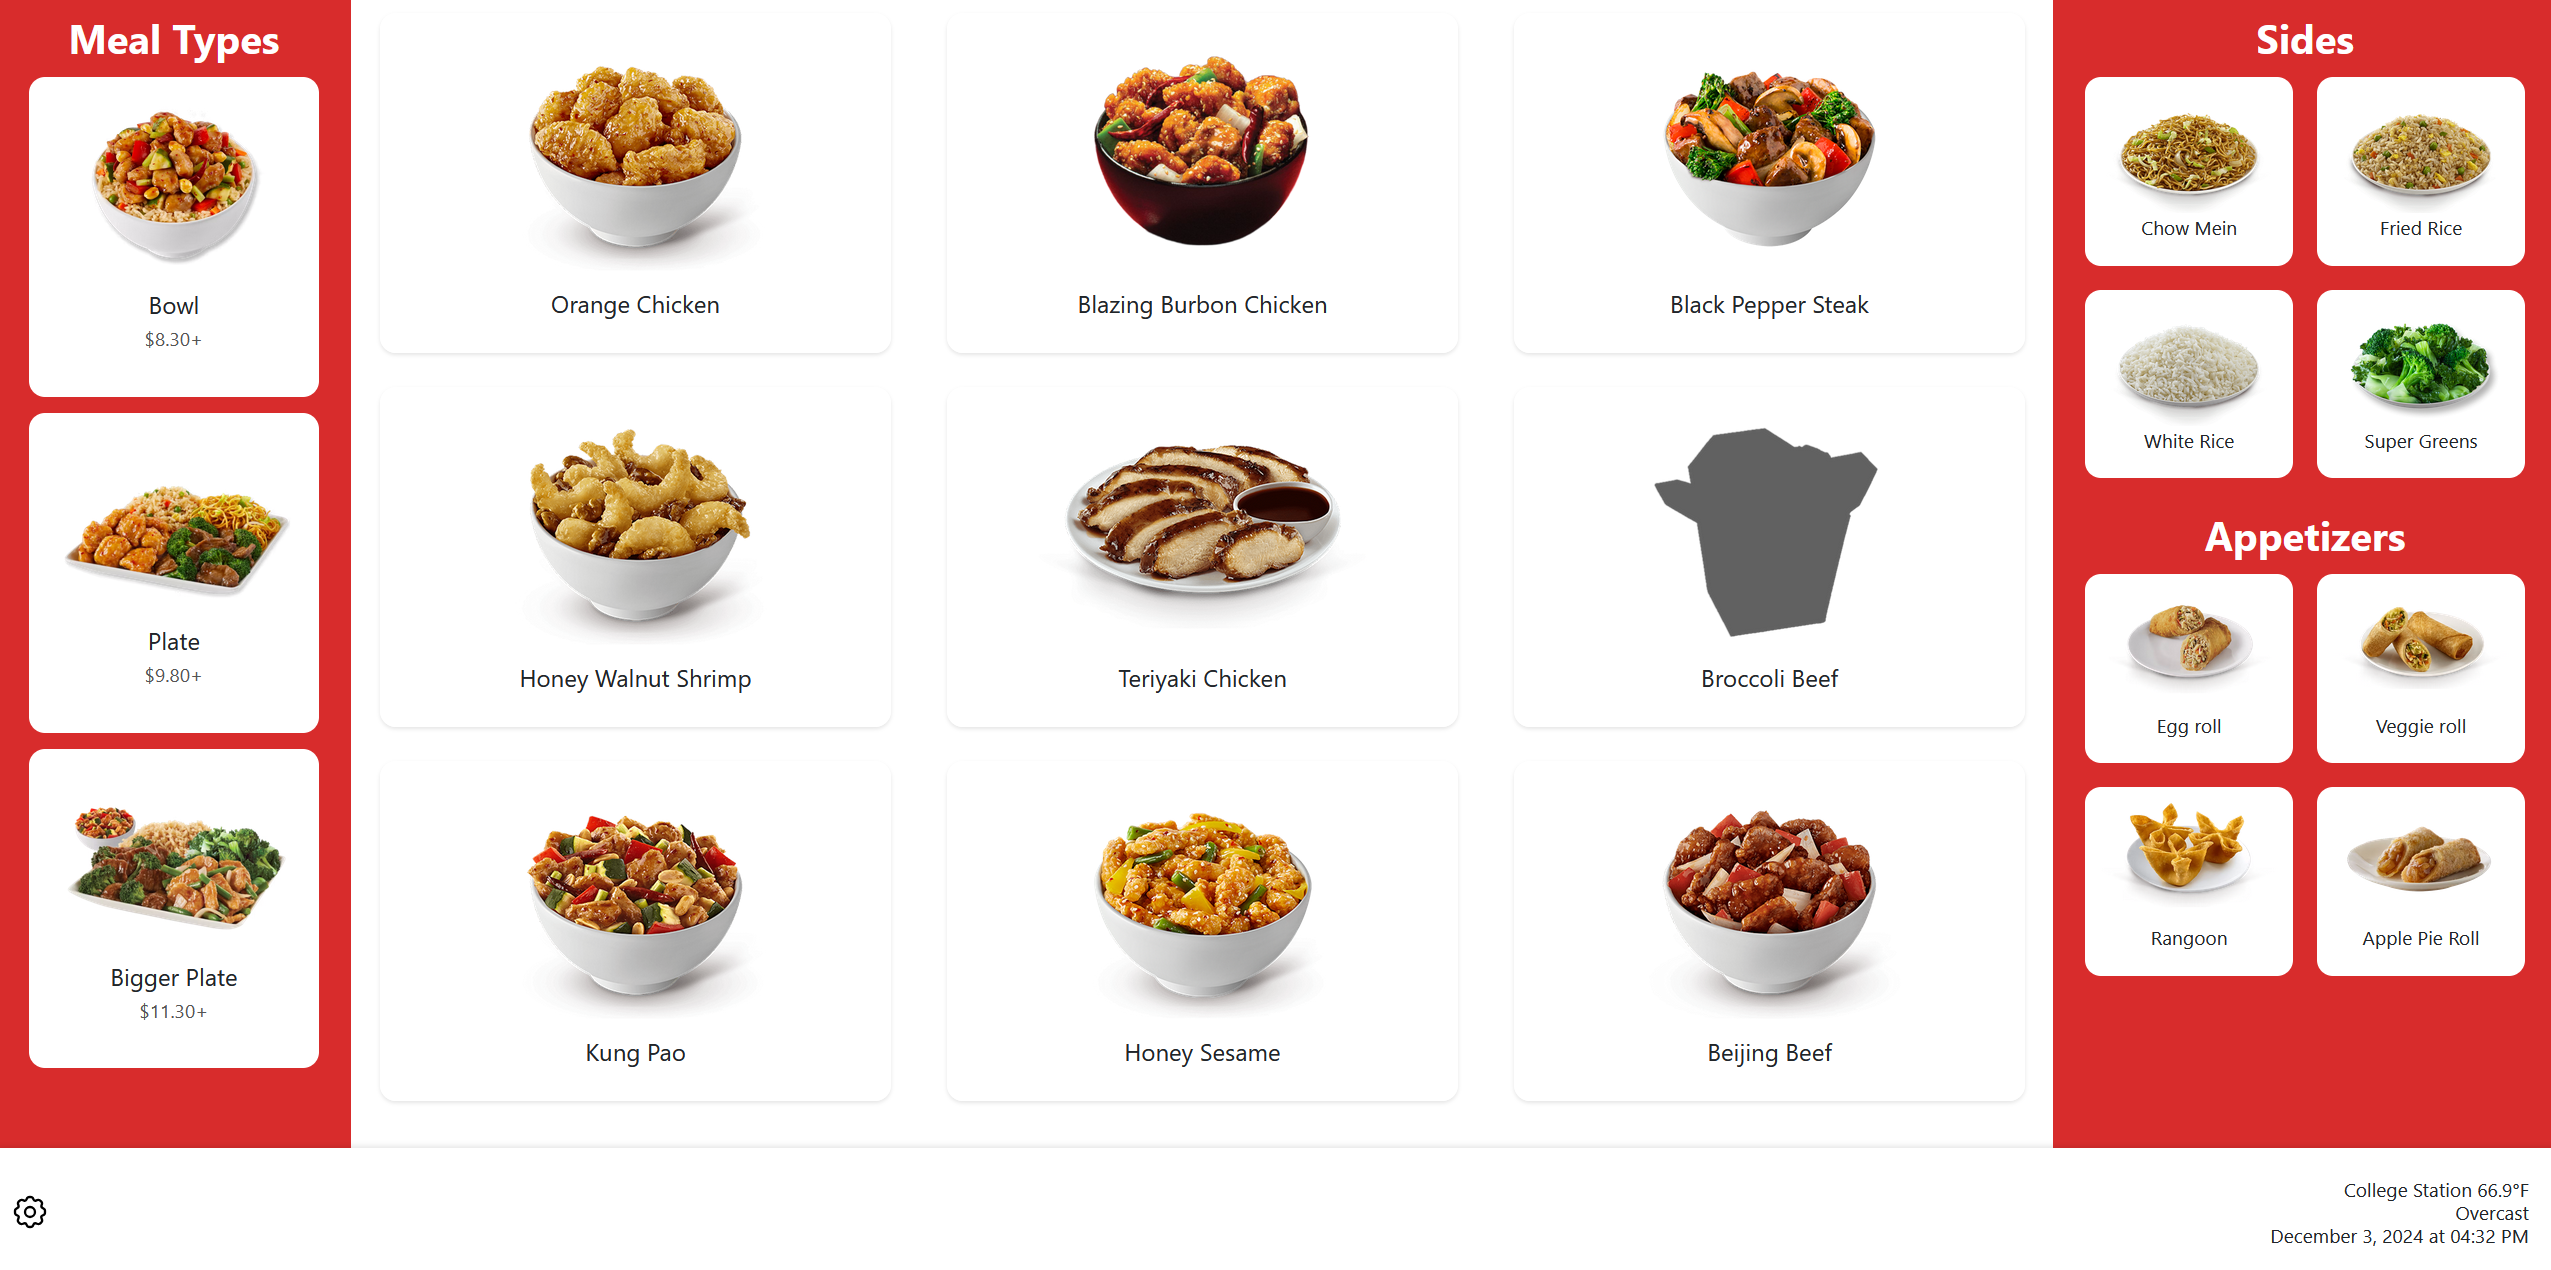 Meal Types
Bowl
$8.30+
Plate
$9.80+
Bigger Plate
$11.30+
Orange Chicken
Blazing Burbon Chicken
Black Pepper Steak
Honey Walnut Shrimp
Teriyaki Chicken
Broccoli Beef
Kung Pao
Honey Sesame
Beijing Beef
Sides
Chow Mein
Fried Rice
White Rice
Super Greens
Appetizers
Egg roll
Veggie roll
Rangoon
Apple Pie Roll
College Station 66.9°F
Overcast
December 3, 2024 at 04:32 PM